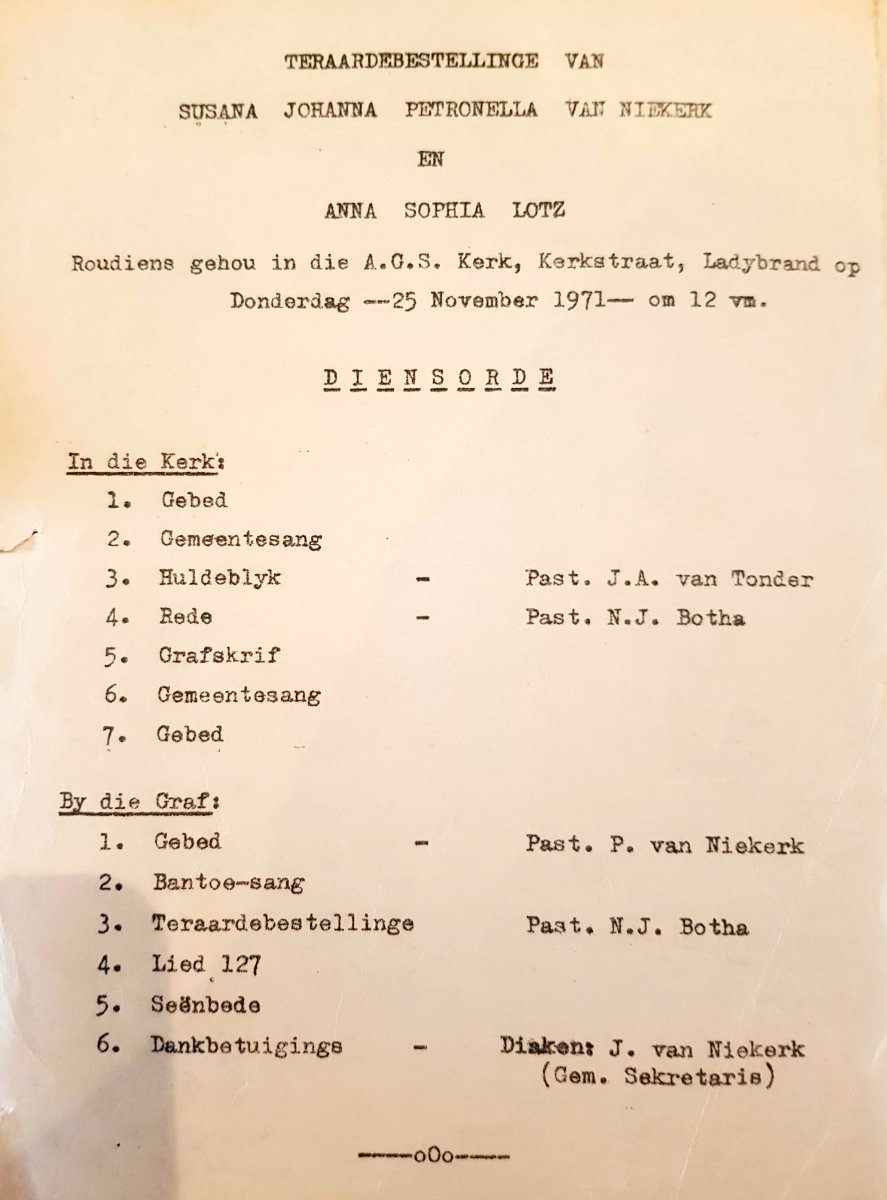 TERAARDEBESTELLINGE VAN
SUSANA JOHANNA PETRONELLA VAN NIEKERK
EN
ANNA SOPHIA LOTZ
Roudiens gehou in die A.G.S. Kerk, Kerkstraat, Ladybrand op
Donderdag --25 November 1971-- om 12 vm.
D I E N S O R D E
In die Kerk:
1. Gebed
2. Gemeentesang
3. Huldeblyk - Past. J.A. van Tonder
4. Rede - Past. N.J. Botha
5. Grafskrif
6. Gemeentesang
7. Gebed
By die Graf:
1. Gebed - Past. P. van Niekerk
2. Bantoe-sang
3. Teraardebestellinge Past. N.J. Botha
4. Lied 127
5. Seënbede
6. Dankbetuigings - Diaken: J. van Niekerk
(Gem. Sekretaris)
----oOo----